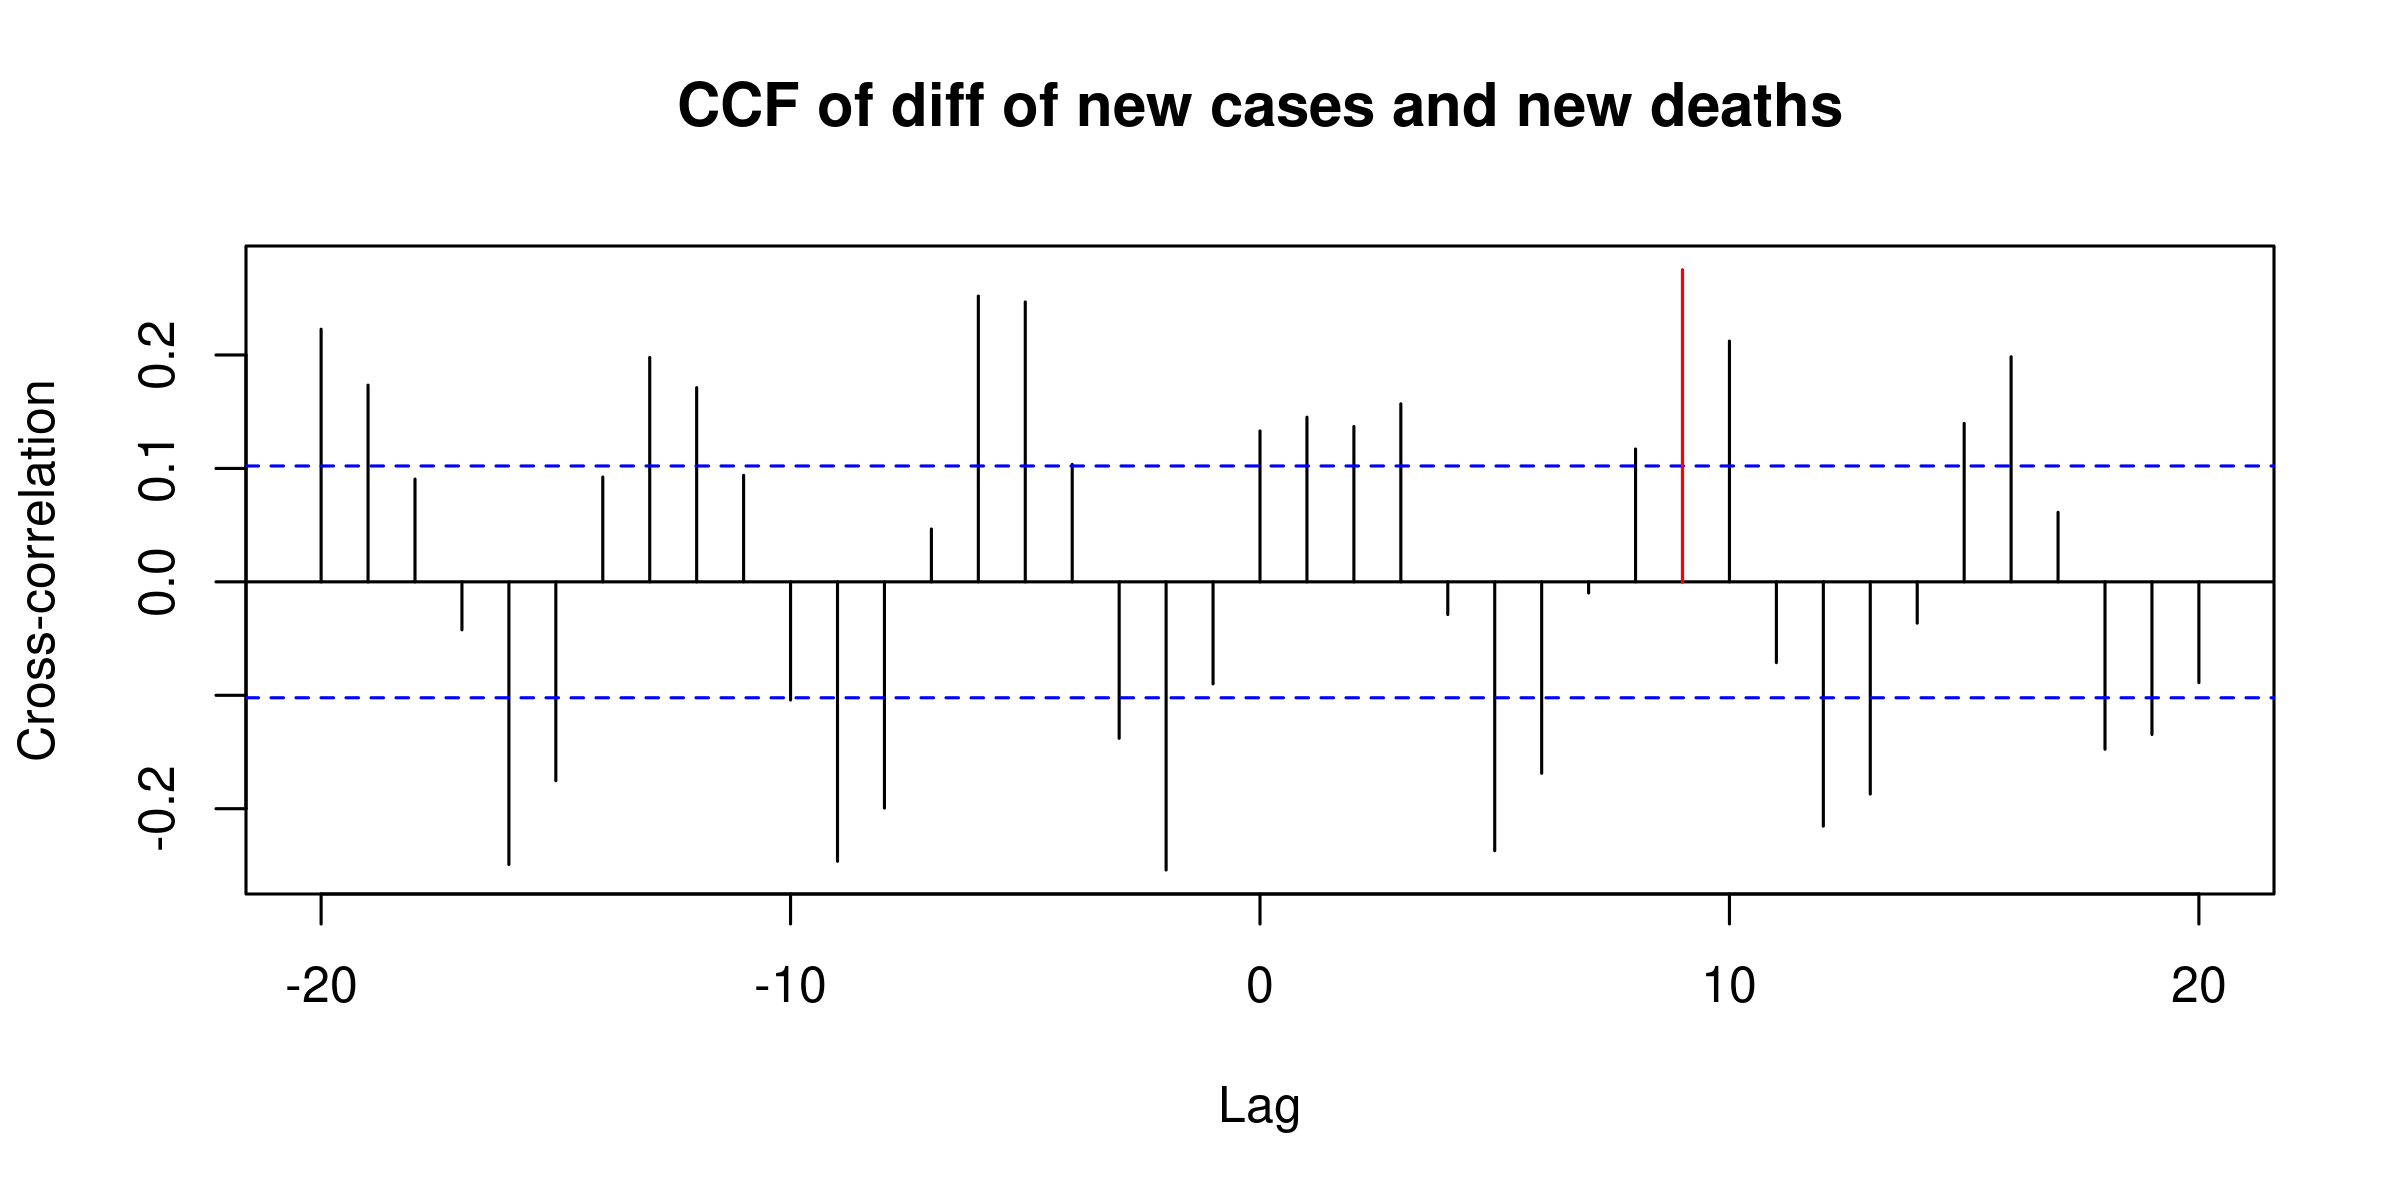 CCF of diff of new cases and new deaths
Cross-correlation
0.2
0.1
0.0
-0.2
-20 -10 0 10 20
Lag